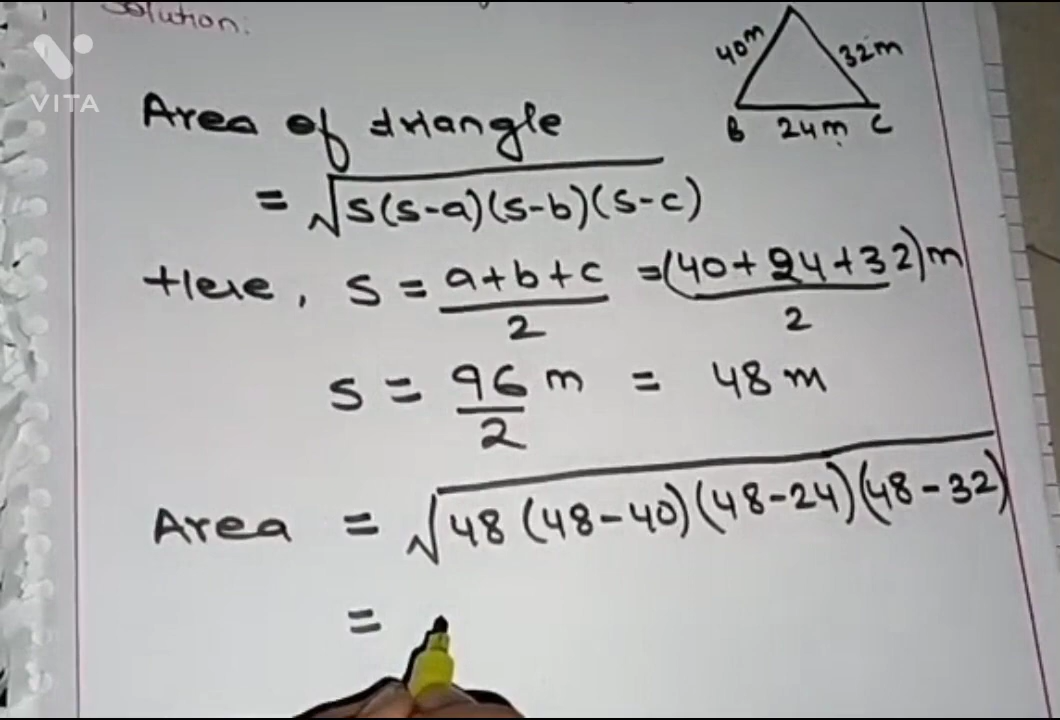 Solution:
VITA
40m
32m
B 24m C
Area of triangle
= √s(s-a)(s-b)(s-c)
Here, s = a+b+c/2 = (40+24+32)m/2
s = 96/2 m = 48 m
Area = √48(48-40)(48-24)(48-32)
=